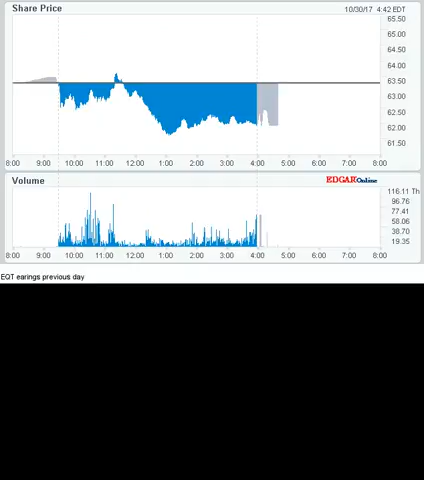 Share Price
10/30/17 4:42 EDT
65.50
65.00
64.50
64.00
63.50
63.00
62.50
62.00
61.50
8:00 9:00 10:00 11:00 12:00 1:00 2:00 3:00 4:00 5:00 6:00 7:00 8:00
Volume
EDGAR Online
116.11 Th
96.76
77.41
58.06
38.70
19.35
8:00 9:00 10:00 11:00 12:00 1:00 2:00 3:00 4:00 5:00 6:00 7:00 8:00
EQT earings previous day